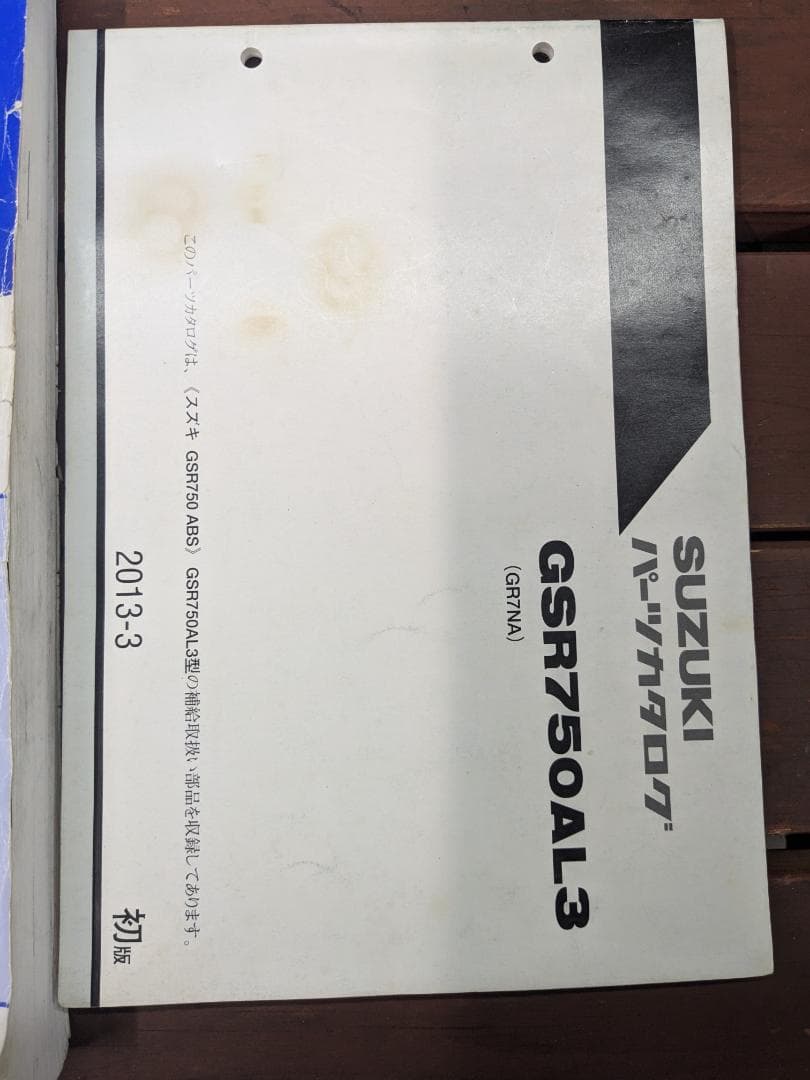 SUZUKI
パーツカタログ
GSR750AL3
(GR7NA)
このパーツカタログは、《スズキ GSR750 ABS》GSR750AL3型の補給取扱い部品を収録してあります。
2013-3
初版